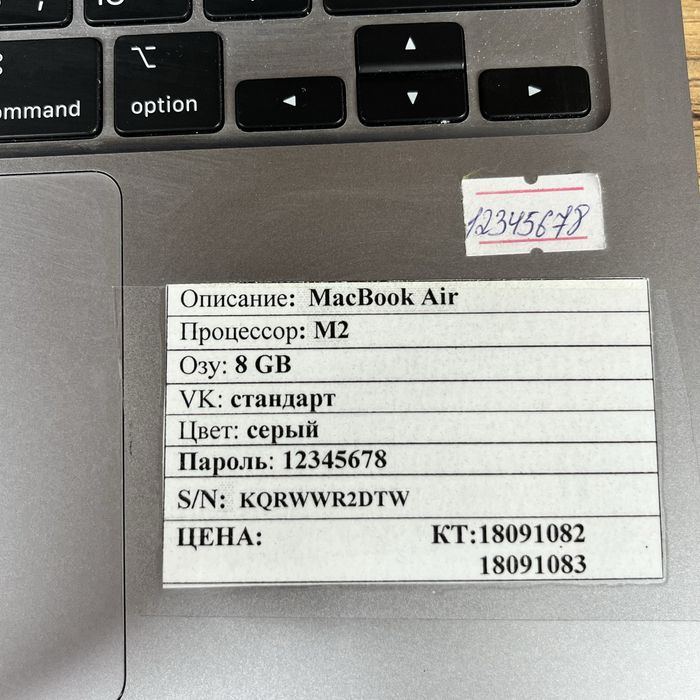 command
option
12345678
Описание: MacBook Air
Процессор: M2
Озу: 8 GB
VK: стандарт
Цвет: серый
Пароль: 12345678
S/N: KQRWWR2DTW
ЦЕНА: КТ:18091082
18091083